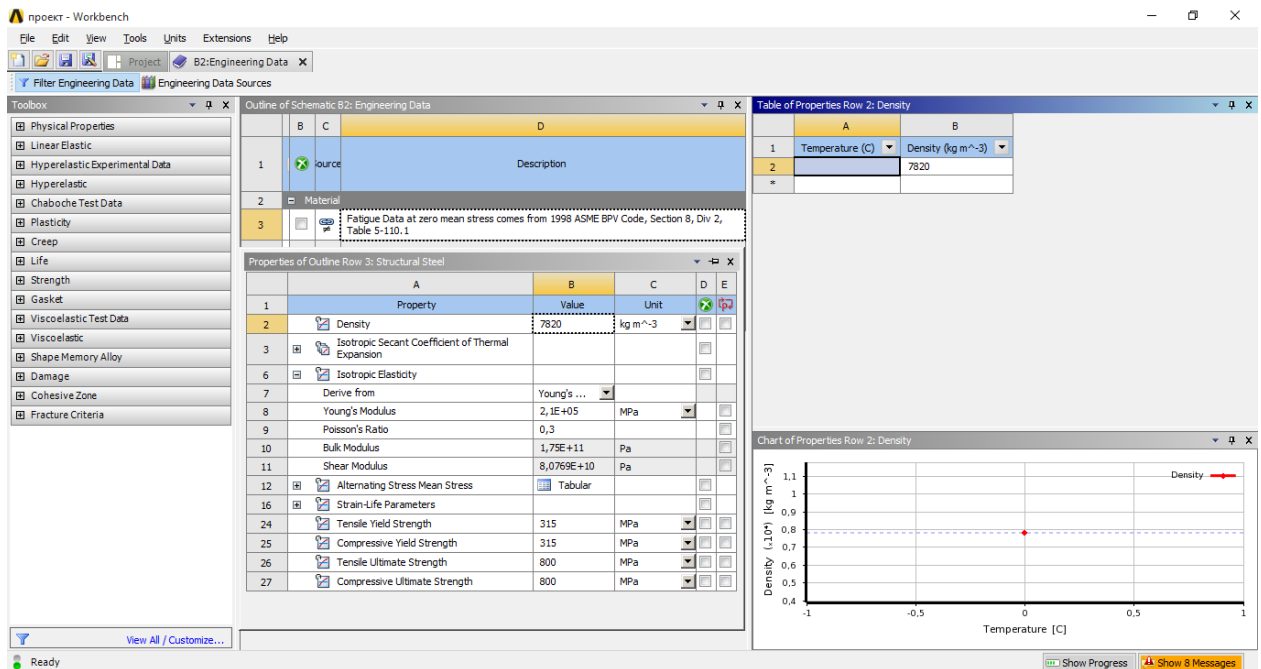 проект - Workbench
File Edit View Tools Units Extensions Help
Project B2:Engineering Data
Filter Engineering Data Engineering Data Sources
Toolbox
Physical Properties
Linear Elastic
Hyperelastic Experimental Data
Hyperelastic
Chaboche Test Data
Plasticity
Creep
Life
Strength
Gasket
Viscoelastic Test Data
Viscoelastic
Shape Memory Alloy
Damage
Cohesive Zone
Fracture Criteria
View All / Customize...
Outline of Schematic B2: Engineering Data
B C D
1 Source Description
2 Material
3 Fatigue Data at zero mean stress comes from 1998 ASME BPV Code, Section 8, Div 2,
Table 5-110.1
Properties of Outline Row 3: Structural Steel
A B C D E
1 Property Value Unit
2 Density 7820 kg m^-3
3 Isotropic Secant Coefficient of Thermal
Expansion
6 Isotropic Elasticity
7 Derive from Young's ...
8 Young's Modulus 2,1E+05 MPa
9 Poisson's Ratio 0,3
10 Bulk Modulus 1,75E+11 Pa
11 Shear Modulus 8,0769E+10 Pa
12 Alternating Stress Mean Stress Tabular
16 Strain-Life Parameters
24 Tensile Yield Strength 315 MPa
25 Compressive Yield Strength 315 MPa
26 Tensile Ultimate Strength 800 MPa
27 Compressive Ultimate Strength 800 MPa
Table of Properties Row 2: Density
A B
1 Temperature (C) Density (kg m^-3)
2 7820
*
Chart of Properties Row 2: Density
Density
1,1
1
0,9
0,8
0,7
0,6
0,5
0,4
Density (.10⁴) [kg m^-3]
-1 -0,5 0 0,5 1
Temperature [C]
Ready
Show Progress Show 8 Messages